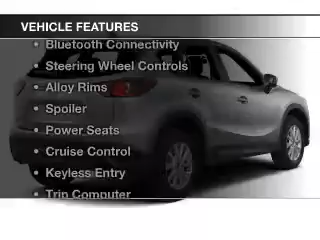 VEHICLE FEATURES
• Bluetooth Connectivity
• Steering Wheel Controls
• Alloy Rims
• Spoiler
• Power Seats
• Cruise Control
• Keyless Entry
• Trip Computer